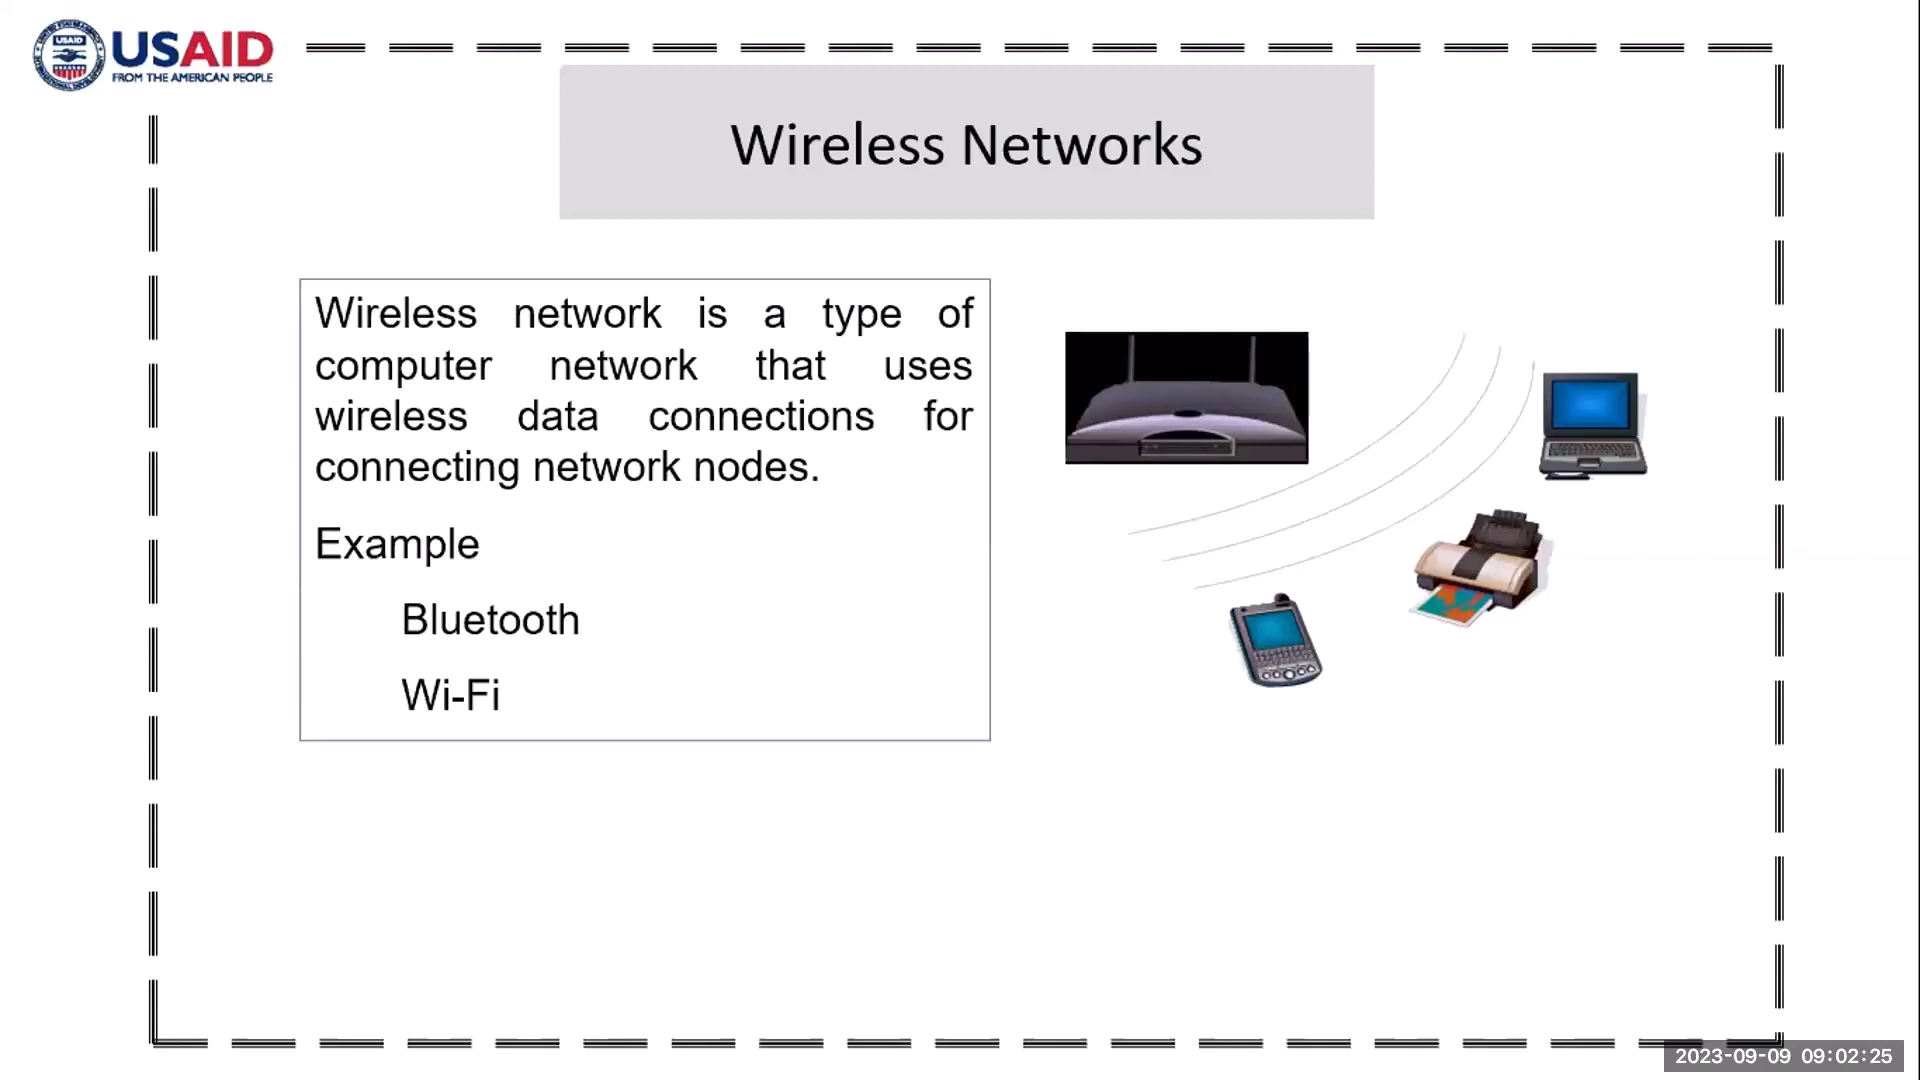 USAID
FROM THE AMERICAN PEOPLE
Wireless Networks
Wireless network is a type of
computer network that uses
wireless data connections for
connecting network nodes.
Example
Bluetooth
Wi-Fi
2023-09-09 09:02:25